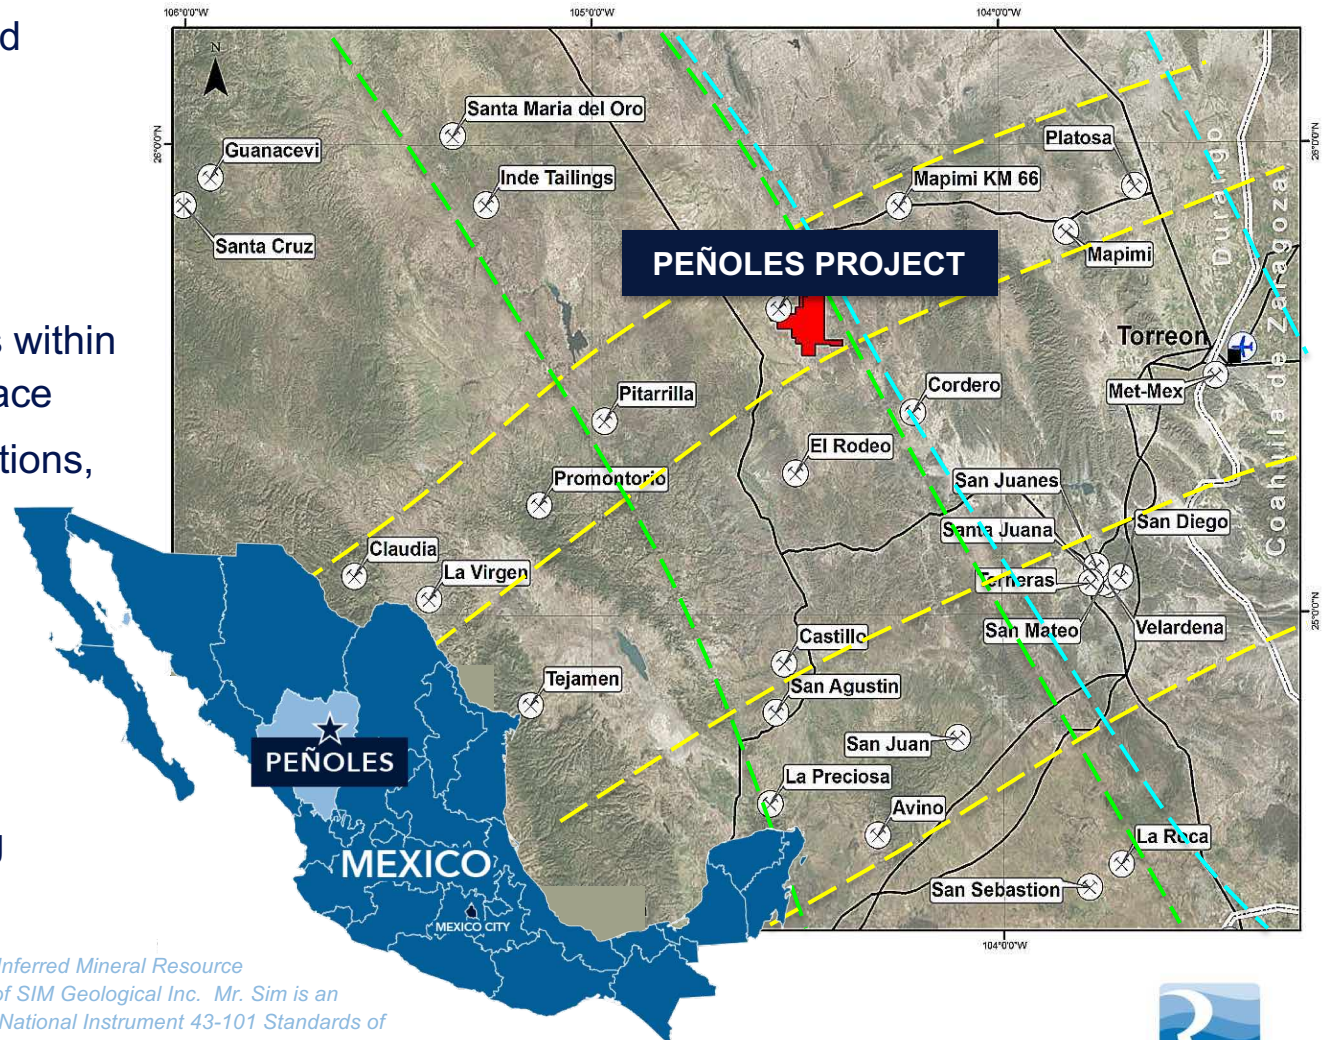 106°0'0"W
105°0'0"W
104°0'0"W
d
N
Santa Maria del Oro
26°0'0"N
26°0'0"N
Guanacevi
Platosa
Durango
Inde Tailings
Mapimi KM 66
Santa Cruz
Mapimi
Coahuila de Zaragoza
PEÑOLES PROJECT
s within
Torreon
ace
Pitarrilla
Cordero
Met-Mex
tions,
El Rodeo
Promontorio
San Juanes
Santa Juana
San Diego
Claudia
La Virgen
Terneras
25°0'0"N
Castillo
San Mateo
Velardena
Tejamen
San Agustin
San Juan
PEÑOLES
La Preciosa
Avino
g
MEXICO
La Roca
San Sebastion
MEXICO CITY
104°0'0"W
Inferred Mineral Resource
of SIM Geological Inc. Mr. Sim is an
National Instrument 43-101 Standards of